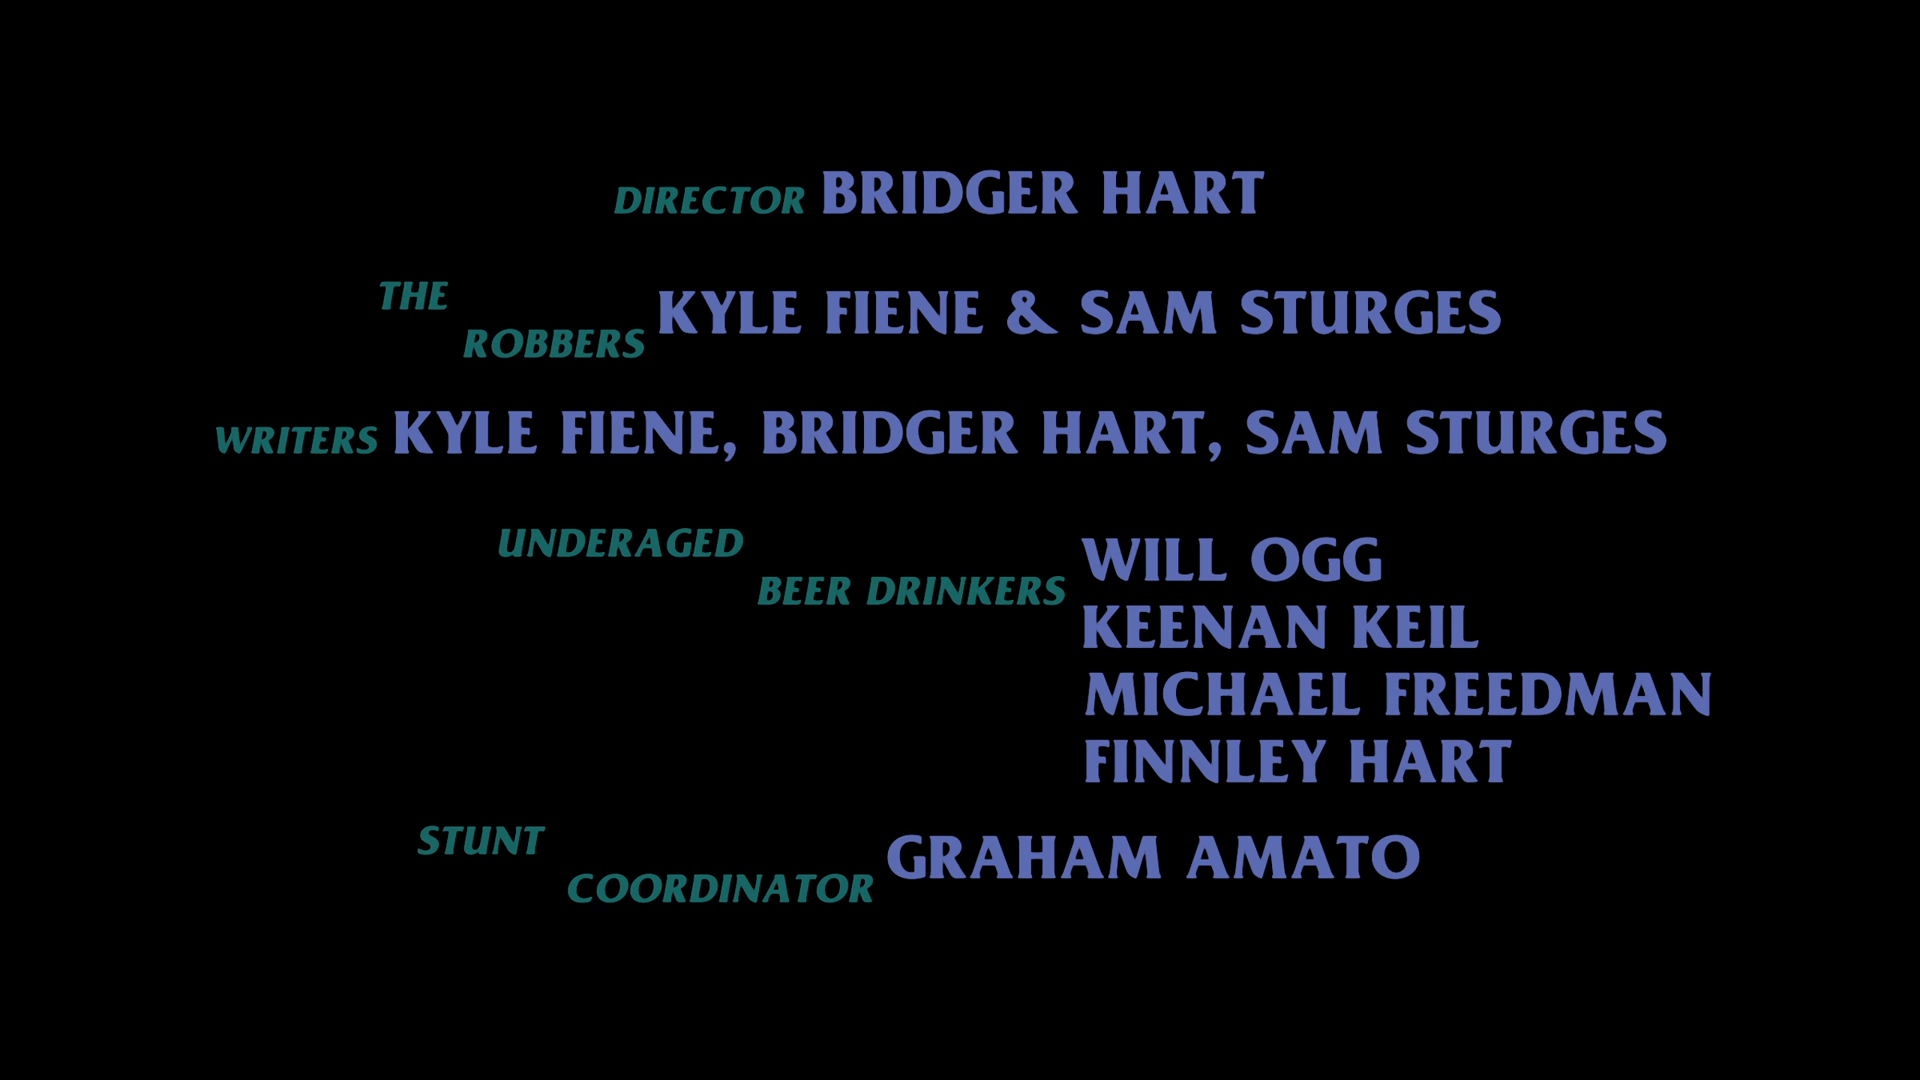 DIRECTOR BRIDGER HART
THE ROBBERS KYLE FIENE & SAM STURGES
WRITERS KYLE FIENE, BRIDGER HART, SAM STURGES
UNDERAGED BEER DRINKERS WILL OGG
KEENAN KEIL
MICHAEL FREEDMAN
FINNLEY HART
STUNT COORDINATOR GRAHAM AMATO